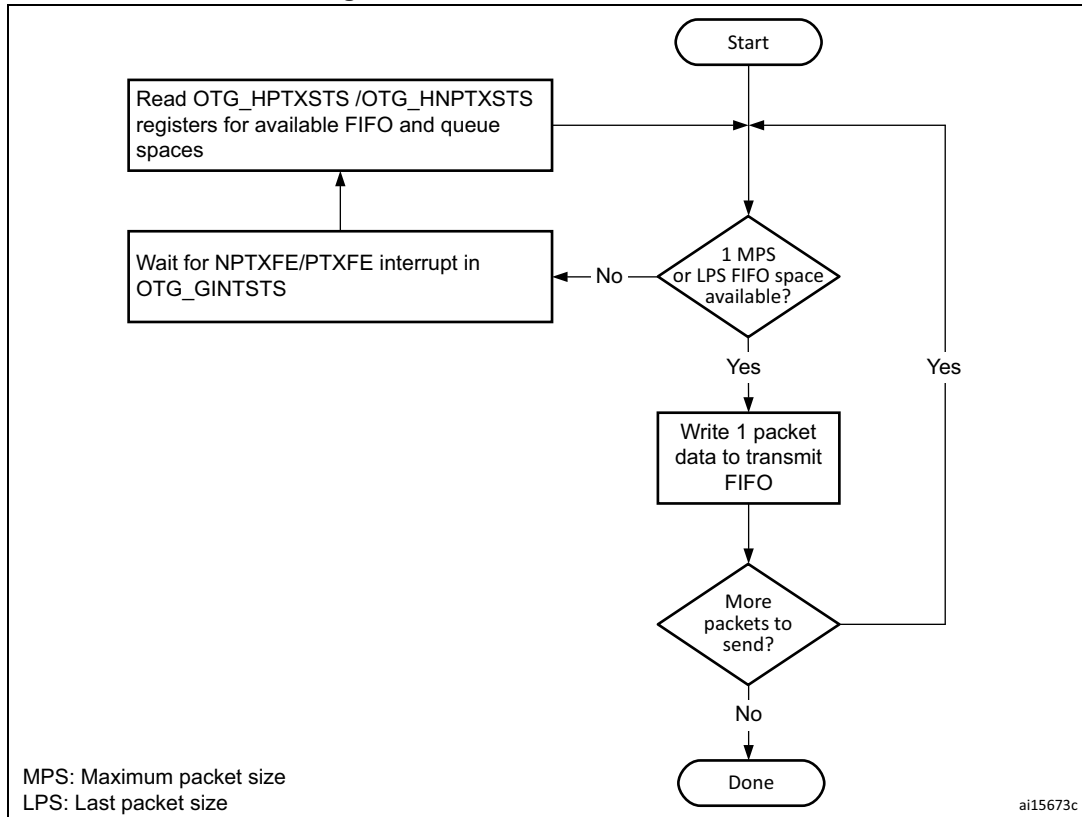 Start
Read OTG_HPTXSTS /OTG_HNPTXSTS
registers for available FIFO and queue
spaces
Wait for NPTXFE/PTXFE interrupt in
OTG_GINTSTS
No
1 MPS
or LPS FIFO space
available?
Yes
Yes
Write 1 packet
data to transmit
FIFO
More
packets to
send?
No
Done
MPS: Maximum packet size
LPS: Last packet size
ai15673c